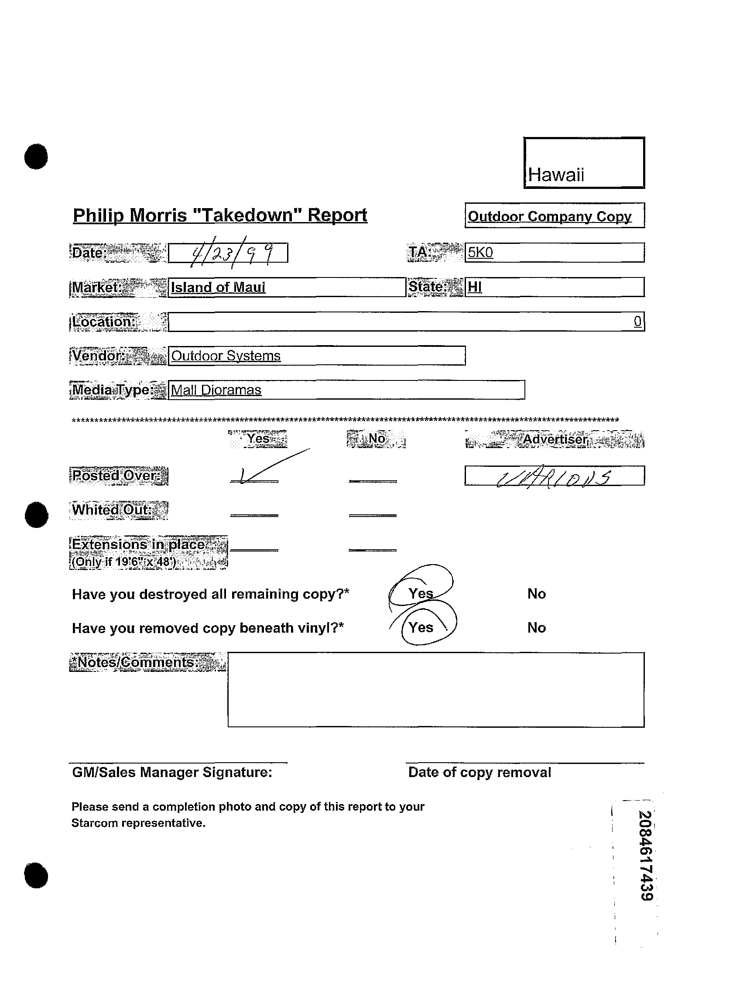 Hawaii
Philip Morris "Takedown" Report
Outdoor Company Copy
Date: 4/23/99 TA: 5K0
Market: Island of Maui State: HI
Location: 0
Vendor: Outdoor Systems
Media Type: Mall Dioramas
Yes No Advertiser
Posted Over: VARIOUS
Whited Out:
Extensions in place
(Only if 19'6" x 48')
Have you destroyed all remaining copy?* Yes No
Have you removed copy beneath vinyl?* Yes No
*Notes/Comments:
GM/Sales Manager Signature: Date of copy removal
Please send a completion photo and copy of this report to your
Starcom representative.
2084617439